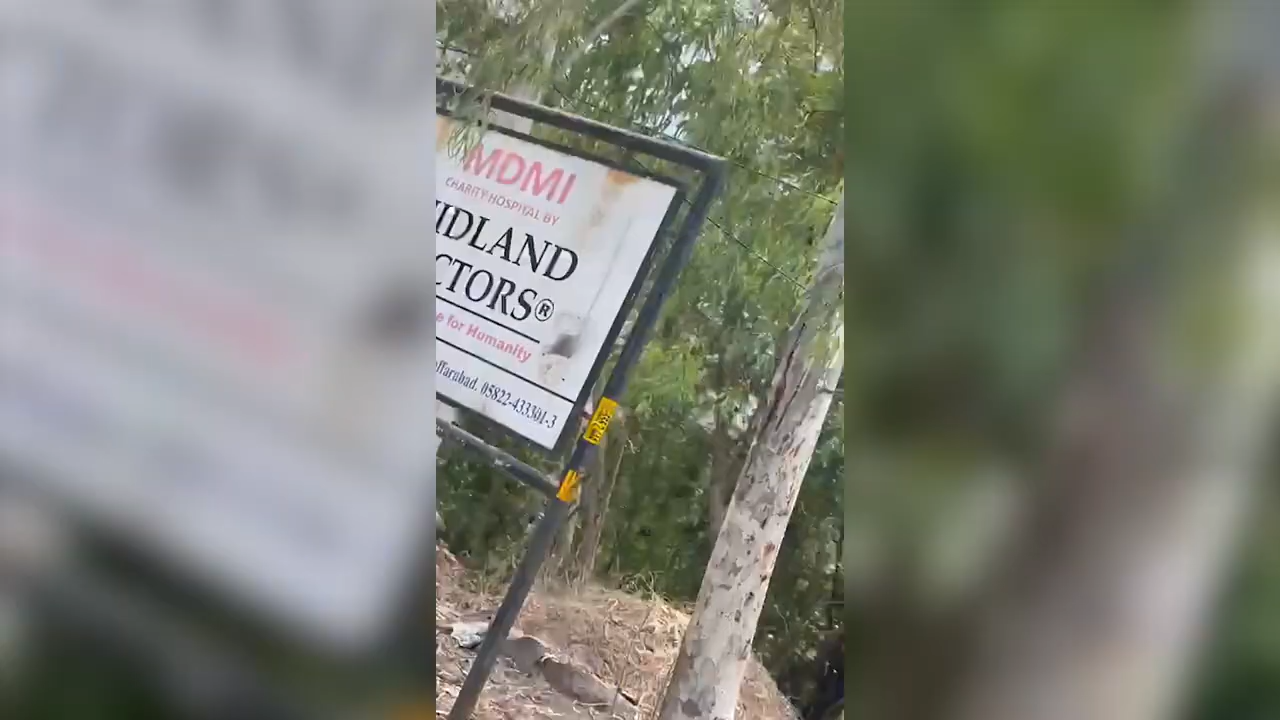 MDMI
CHARITY HOSPITAL BY
IDLAND
CTORS®
e for Humanity
ffarabad. 05822-433301-3